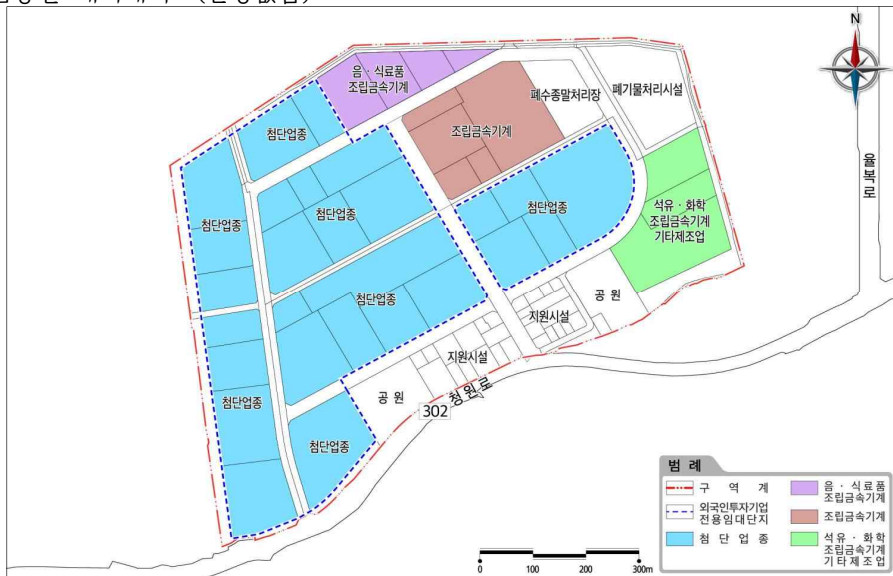 (변경없음)
N
음 · 식료품
조립금속기계
첨단업종
조립금속기계
폐수종말처리장
폐기물처리시설
율북로
첨단업종
첨단업종
첨단업종
석유 · 화학
조립금속기계
기타제조업
첨단업종
공 원
지원시설
지원시설
첨단업종
공 원
302
청원로
첨단업종
범 례
구 역 계
음 · 식료품
조립금속기계
외국인투자기업
전용임대단지
조립금속기계
첨 단 업 종
석유 · 화학
조립금속기계
기타제조업
0 100 200 300m